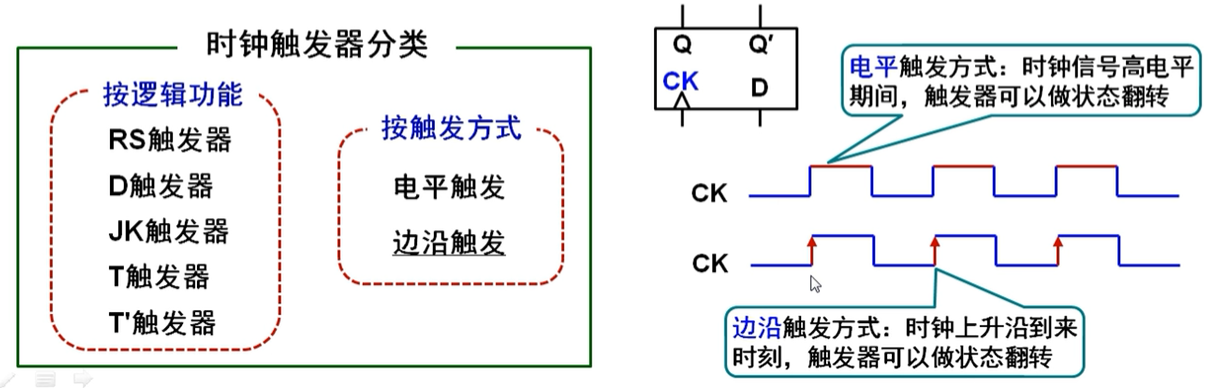 时钟触发器分类
按逻辑功能
RS触发器
D触发器
JK触发器
T触发器
T'触发器
按触发方式
电平触发
边沿触发
Q Q′
CK D
电平触发方式：时钟信号高电平
期间，触发器可以做状态翻转
CK
CK
边沿触发方式：时钟上升沿到来
时刻，触发器可以做状态翻转